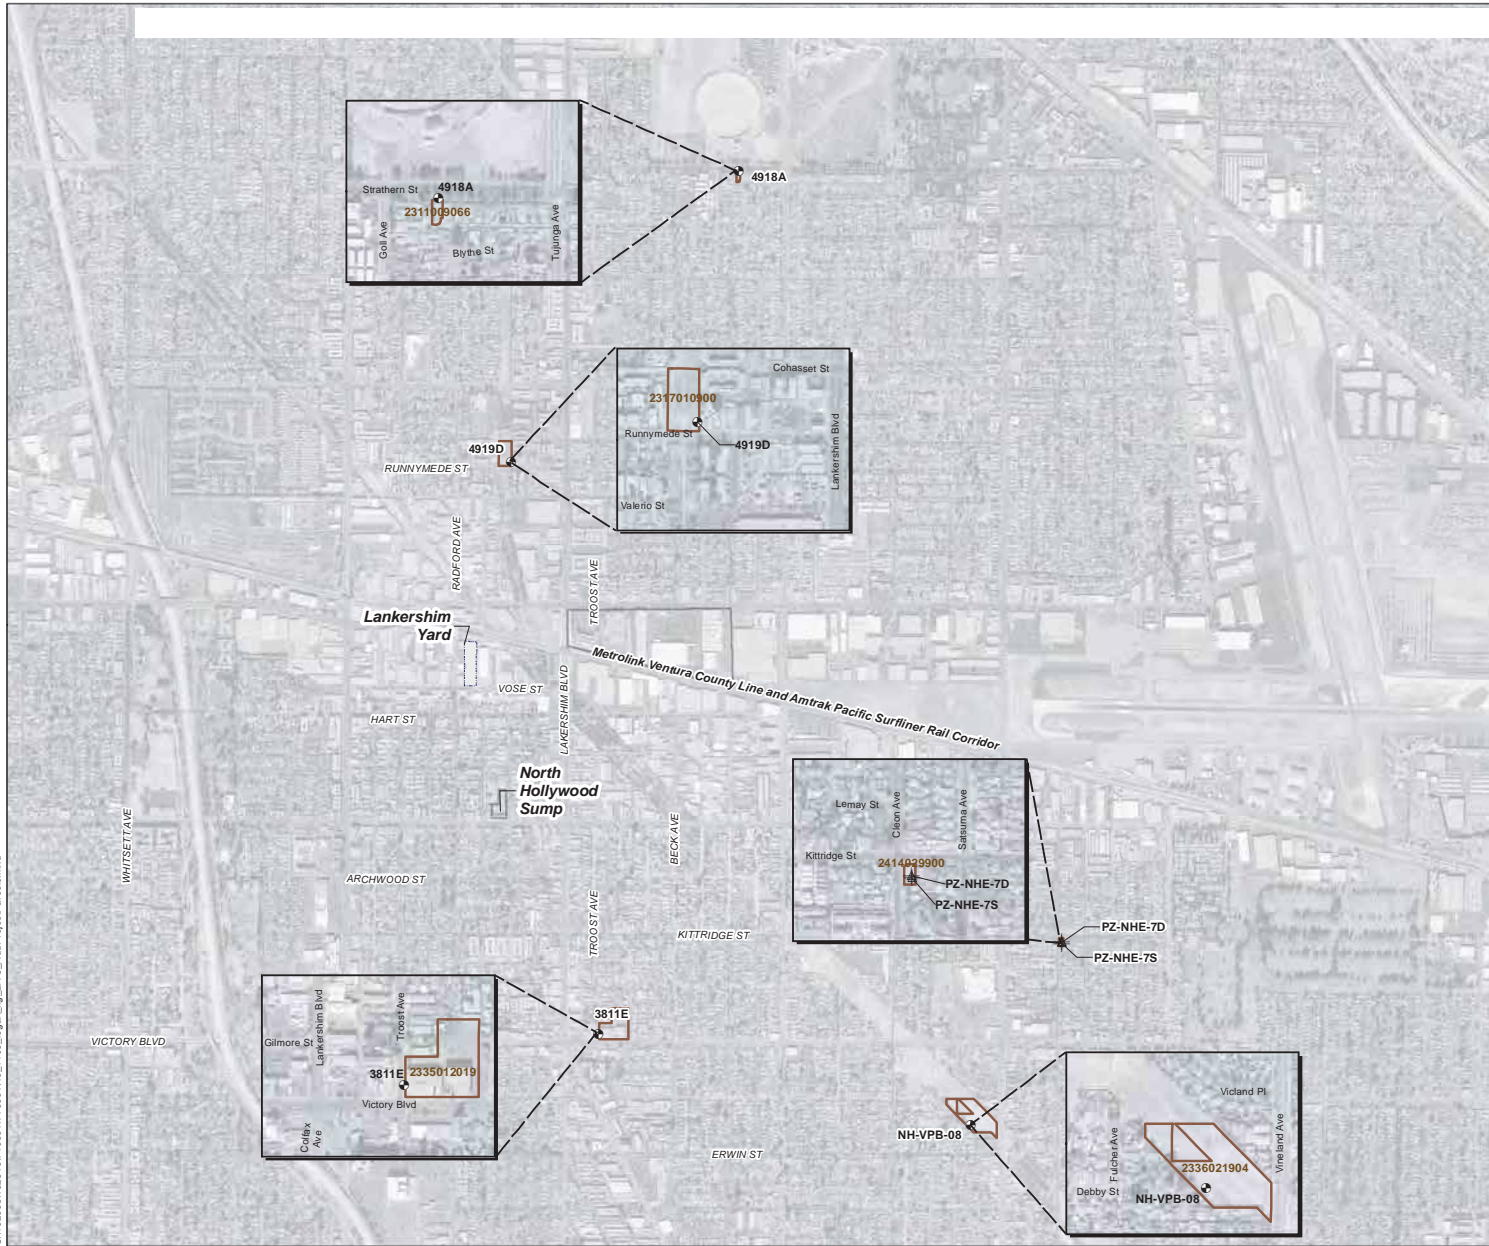 Strathern St
4918A
2311009066
Goll Ave
Blythe St
Tujunga Ave
4918A
Cohasset St
2317010900
Runnymede St
4919D
Lankershim Blvd
Valerio St
4919D
RUNNYMEDE ST
RADFORD AVE
TROOST AVE
Lankershim
Yard
Metrolink Ventura County Line and Amtrak Pacific Surfliner Rail Corridor
VOSE ST
LAKERSHIM BLVD
HART ST
North
Hollywood
Sump
WHITSETT AVE
BECK AVE
ARCHWOOD ST
TROOST AVE
KITTRIDGE ST
Lemay St
Cleon Ave
Satsuma Ave
Kittridge St
2414029900
PZ-NHE-7D
PZ-NHE-7S
PZ-NHE-7D
PZ-NHE-7S
VICTORY BLVD
Gilmore St
Lankershim Blvd
Troost Ave
3811E
2335012019
Victory Blvd
Colfax
Ave
3811E
NH-VPB-08
ERWIN ST
Vicland Pl
Fulcher Ave
Vineland Ave
2336021904
Debby St
NH-VPB-08